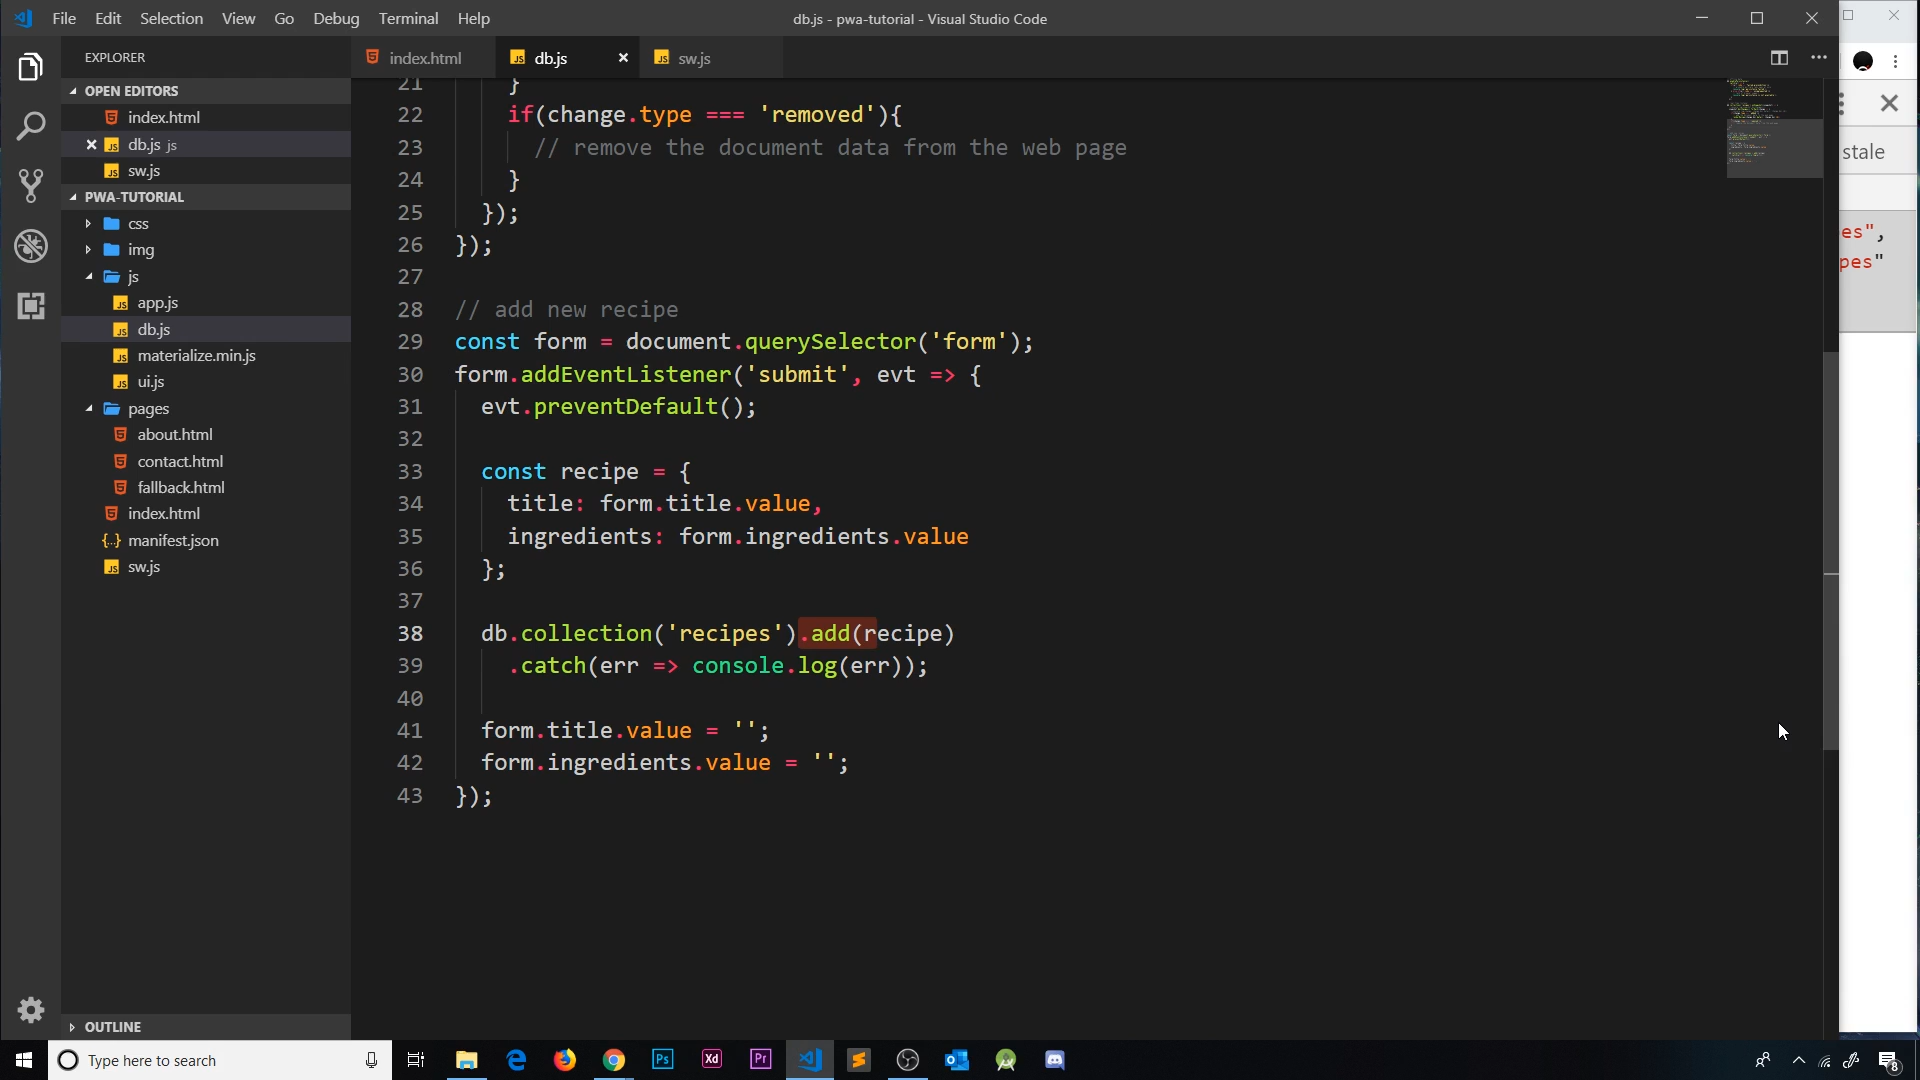 File Edit Selection View Go Debug Terminal Help
db.js - pwa-tutorial - Visual Studio Code
EXPLORER
OPEN EDITORS
index.html
db.js js
sw.js
PWA-TUTORIAL
css
img
js
app.js
db.js
materialize.min.js
ui.js
pages
about.html
contact.html
fallback.html
index.html
manifest.json
sw.js
OUTLINE
index.html db.js sw.js
21 }
22 if(change.type === 'removed'){
23 // remove the document data from the web page
24 }
25 });
26 });
27
28 // add new recipe
29 const form = document.querySelector('form');
30 form.addEventListener('submit', evt => {
31 evt.preventDefault();
32
33 const recipe = {
34 title: form.title.value,
35 ingredients: form.ingredients.value
36 };
37
38 db.collection('recipes').add(recipe)
39 .catch(err => console.log(err));
40
41 form.title.value = '';
42 form.ingredients.value = '';
43 });
stale
es",
pes"
Type here to search
Ps
Xd
Pr
8